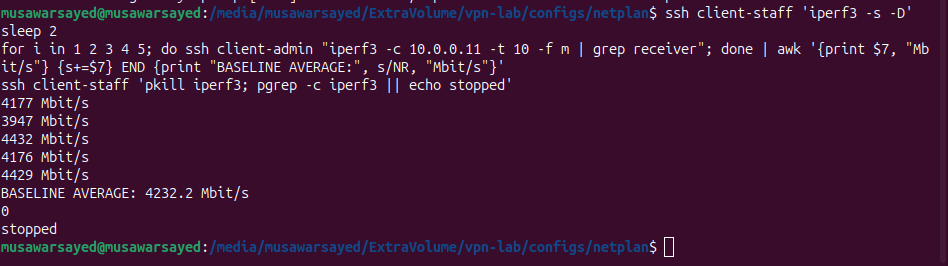 musawarsayed@musawarsayed:/media/musawarsayed/ExtraVolume/vpn-lab/configs/netplan$ ssh client-staff 'iperf3 -s -D'
sleep 2
for i in 1 2 3 4 5; do ssh client-admin "iperf3 -c 10.0.0.11 -t 10 -f m | grep receiver"; done | awk '{print $7, "Mb
it/s"} {s+=$7} END {print "BASELINE AVERAGE:", s/NR, "Mbit/s"}'
ssh client-staff 'pkill iperf3; pgrep -c iperf3 || echo stopped'
4177 Mbit/s
3947 Mbit/s
4432 Mbit/s
4176 Mbit/s
4429 Mbit/s
BASELINE AVERAGE: 4232.2 Mbit/s
0
stopped
musawarsayed@musawarsayed:/media/musawarsayed/ExtraVolume/vpn-lab/configs/netplan$